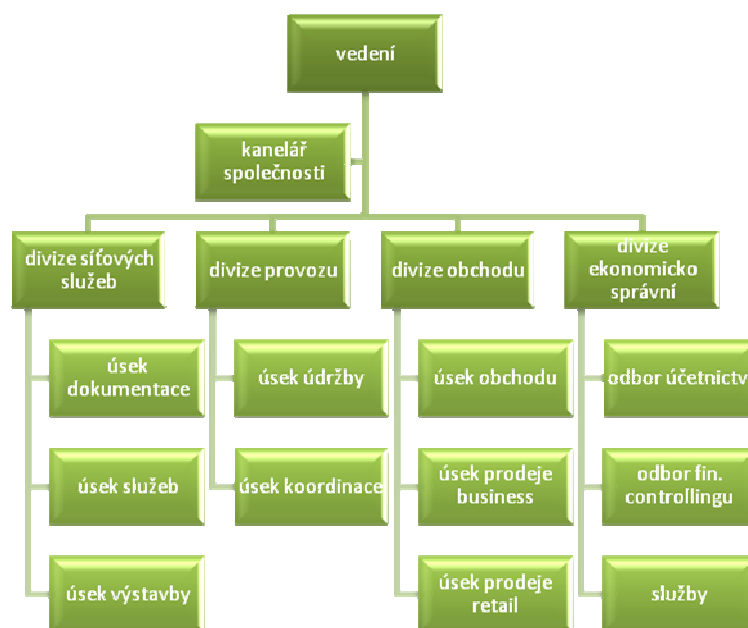 vedení
kanelář
společnosti
divize síťových
služeb
divize provozu
divize obchodu
divize
ekonomicko
správní
úsek
dokumentace
úsek údržby
úsek obchodu
odbor účetnictv
úsek služeb
úsek koordinace
úsek prodeje
business
odbor fin.
controllingu
úsek výstavby
úsek prodeje
retail
služby